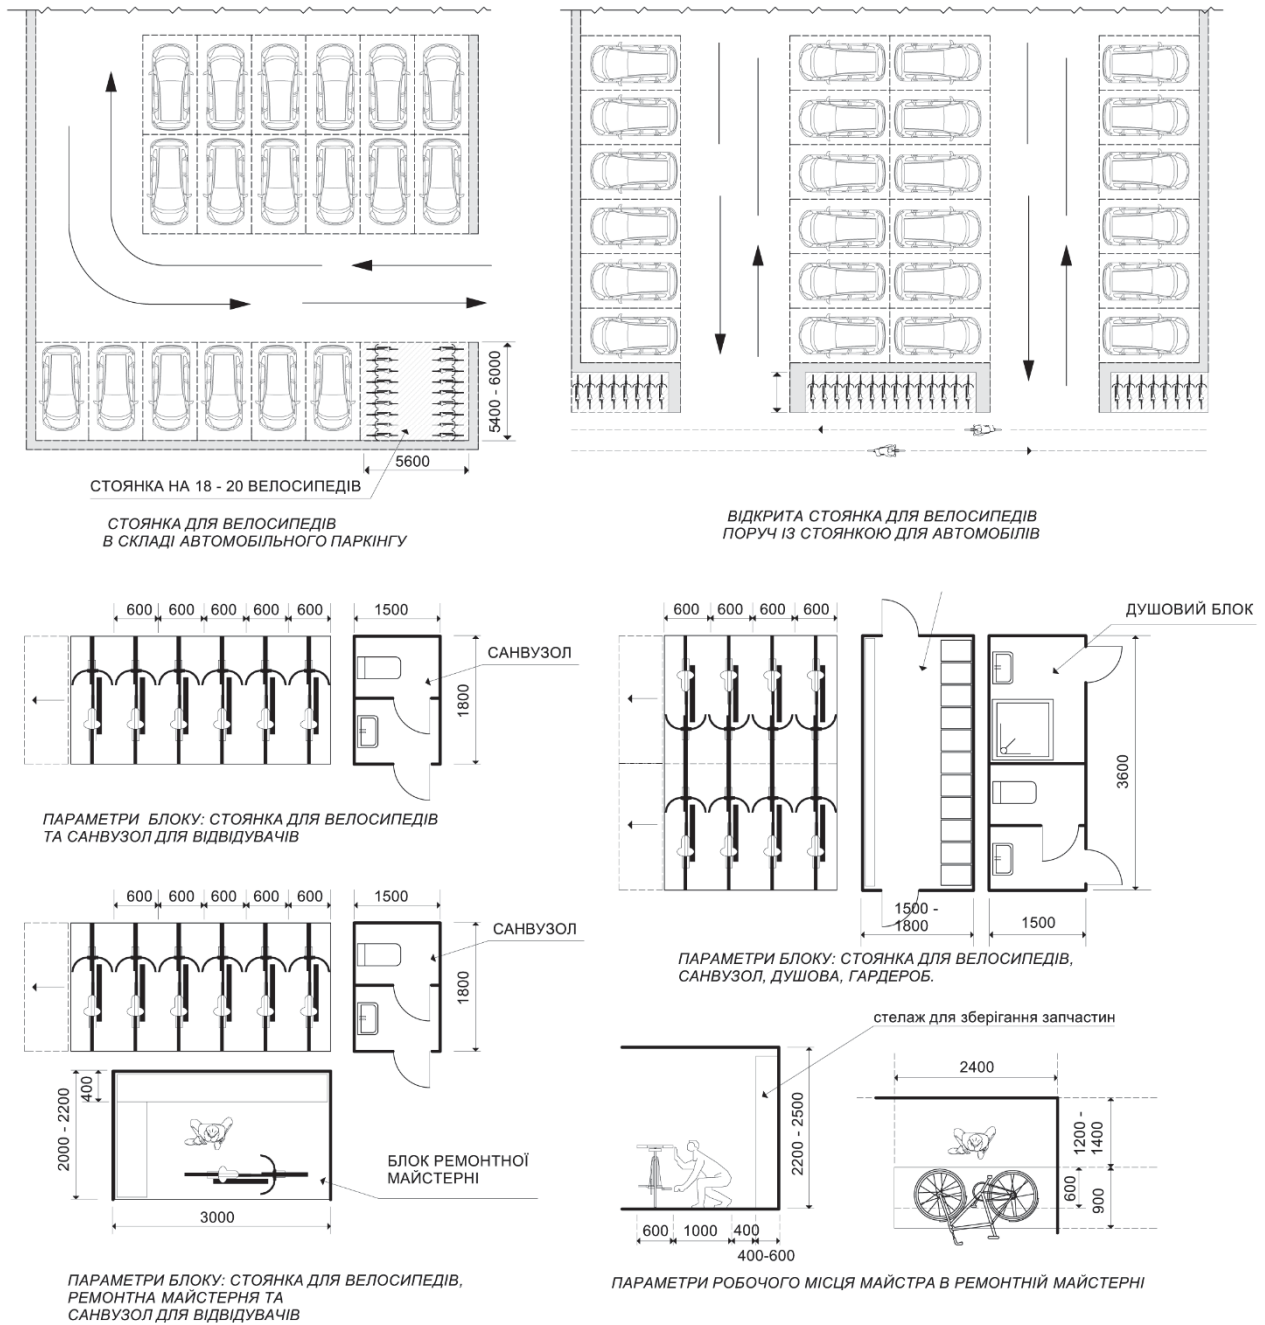 5400 - 6000
5600
СТОЯНКА НА 18 - 20 ВЕЛОСИПЕДІВ
СТОЯНКА ДЛЯ ВЕЛОСИПЕДІВ
В СКЛАДІ АВТОМОБІЛЬНОГО ПАРКІНГУ
ВІДКРИТА СТОЯНКА ДЛЯ ВЕЛОСИПЕДІВ
ПОРУЧ ІЗ СТОЯНКОЮ ДЛЯ АВТОМОБІЛІВ
600 600 600 600 600 1500
САНВУЗОЛ
1800
ПАРАМЕТРИ БЛОКУ: СТОЯНКА ДЛЯ ВЕЛОСИПЕДІВ
ТА САНВУЗОЛ ДЛЯ ВІДВІДУВАЧІВ
600 600 600 600
ДУШОВИЙ БЛОК
3600
1500 -
1800
1500
ПАРАМЕТРИ БЛОКУ: СТОЯНКА ДЛЯ ВЕЛОСИПЕДІВ,
САНВУЗОЛ, ДУШОВА, ГАРДЕРОБ.
600 600 600 600 600 1500
САНВУЗОЛ
1800
2000 - 2200
400
БЛОК РЕМОНТНОЇ
МАЙСТЕРНІ
3000
ПАРАМЕТРИ БЛОКУ: СТОЯНКА ДЛЯ ВЕЛОСИПЕДІВ,
РЕМОНТНА МАЙСТЕРНЯ ТА
САНВУЗОЛ ДЛЯ ВІДВІДУВАЧІВ
стелаж для зберігання запчастин
2200 - 2500
600 1000 400
400-600
2400
1200 -
1400
600
900
ПАРАМЕТРИ РОБОЧОГО МІСЦЯ МАЙСТРА В РЕМОНТНІЙ МАЙСТЕРНІ